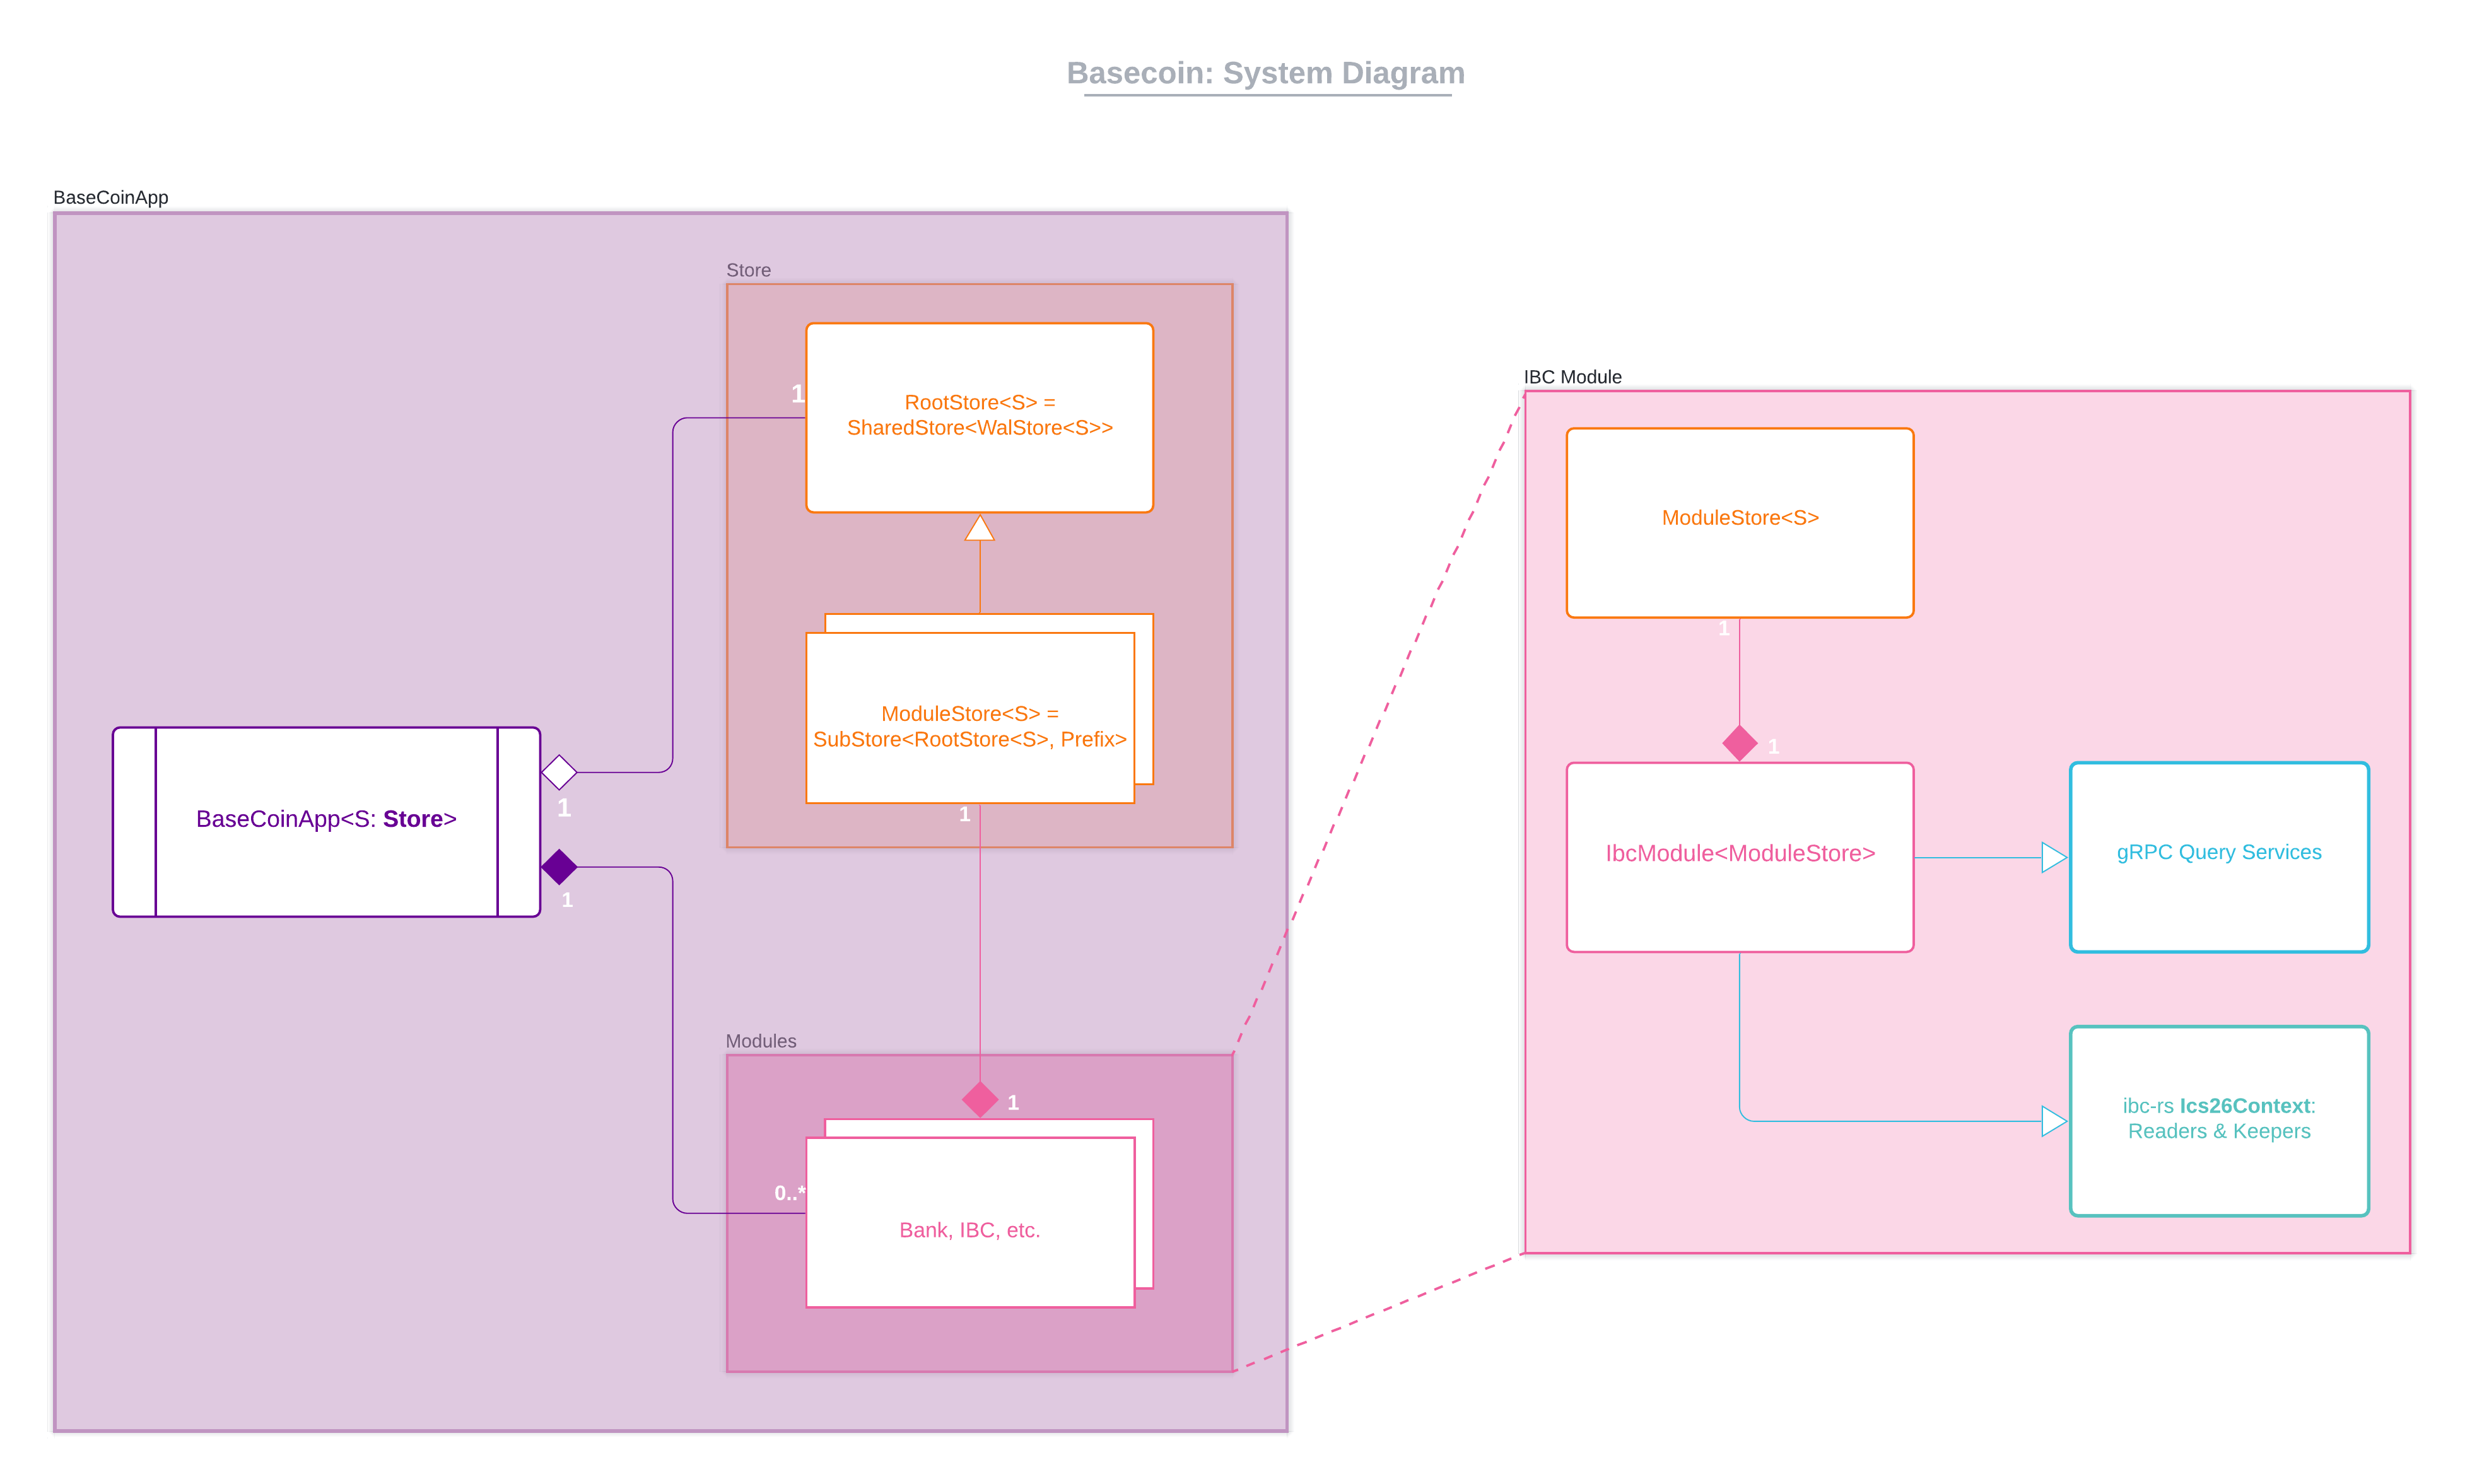 Basecoin: System Diagram
BaseCoinApp
Store
1
RootStore<S> =
SharedStore<WalStore<S>>
ModuleStore<S> =
SubStore<RootStore<S>, Prefix>
1
BaseCoinApp<S: Store>
1
1
Modules
1
0..*
Bank, IBC, etc.
IBC Module
ModuleStore<S>
1
1
IbcModule<ModuleStore>
gRPC Query Services
ibc-rs Ics26Context:
Readers & Keepers